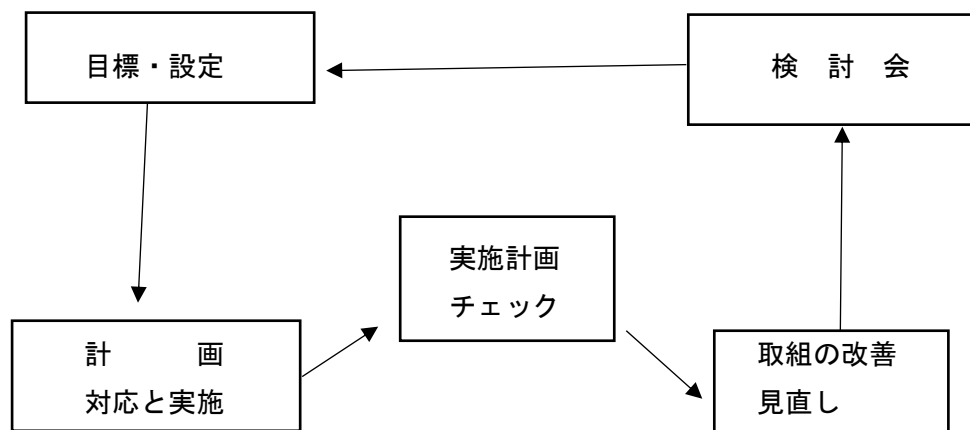 目標・設定
検　討　会
実施計画
チェック
計　　　画
対応と実施
取組の改善
見直し